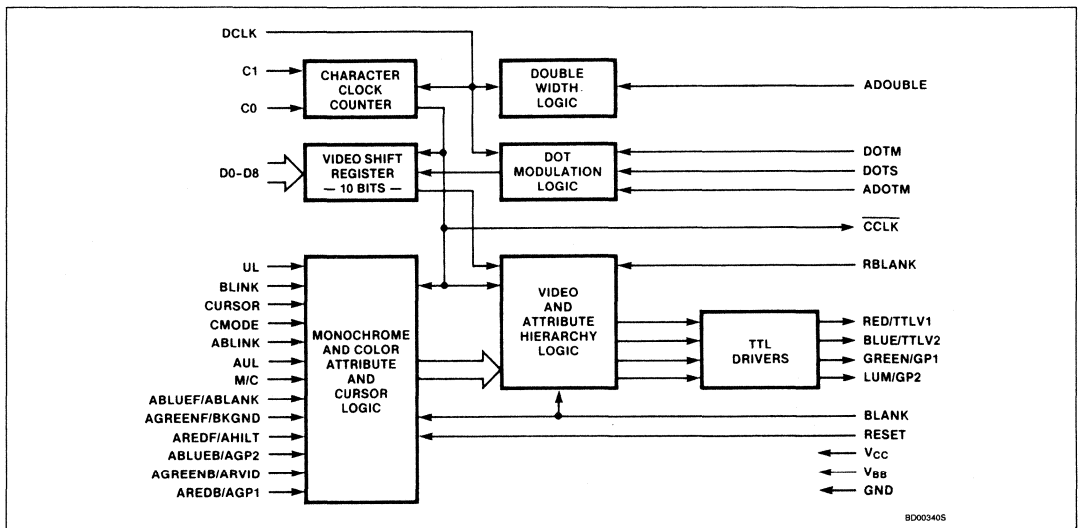 DCLK
C1
C0
CHARACTER
CLOCK
COUNTER
DOUBLE
WIDTH
LOGIC
ADOUBLE
D0-D8
VIDEO SHIFT
REGISTER
— 10 BITS —
DOT
MODULATION
LOGIC
DOTM
DOTS
ADOTM
CCLK
UL
BLINK
CURSOR
CMODE
ABLINK
AUL
M/C
ABLUEF/ABLANK
AGREENF/BKGND
AREDF/AHILT
ABLUEB/AGP2
AGREENB/ARVID
AREDB/AGP1
MONOCHROME
AND COLOR
ATTRIBUTE
AND
CURSOR
LOGIC
VIDEO
AND
ATTRIBUTE
HIERARCHY
LOGIC
TTL
DRIVERS
RBLANK
RED/TTLV1
BLUE/TTLV2
GREEN/GP1
LUM/GP2
BLANK
RESET
VCC
VBB
GND
BD00340S